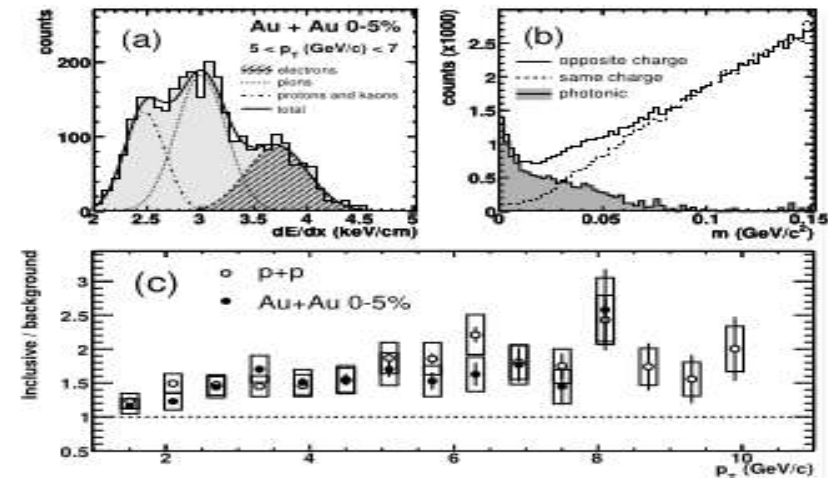 (a)
Au + Au 0-5%
5 < p_T (GeV/c) < 7
electrons
pions
protons and kaons
total
counts
200
100
0
2
2.5
3
3.5
4
4.5
5
dE/dx (keV/cm)
(b)
opposite charge
same charge
photonic
counts (x1000)
2.5
2
1.5
1
0.5
0
0
0.05
0.1
0.15
m (GeV/c²)
(c)
p+p
Au+Au 0-5%
Inclusive / background
3
2.5
2
1.5
1
0.5
2
4
6
8
10
p_T (GeV/c)